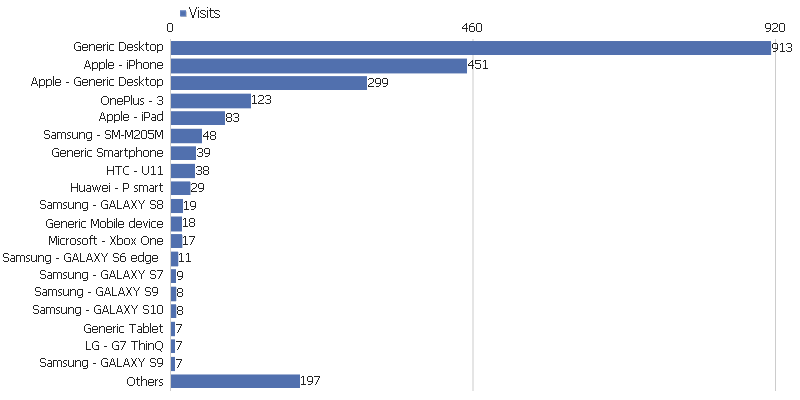 Visits
0 460 920
Generic Desktop 913
Apple - iPhone 451
Apple - Generic Desktop 299
OnePlus - 3 123
Apple - iPad 83
Samsung - SM-M205M 48
Generic Smartphone 39
HTC - U11 38
Huawei - P smart 29
Samsung - GALAXY S8 19
Generic Mobile device 18
Microsoft - Xbox One 17
Samsung - GALAXY S6 edge 11
Samsung - GALAXY S7 9
Samsung - GALAXY S9 8
Samsung - GALAXY S10 8
Generic Tablet 7
LG - G7 ThinQ 7
Samsung - GALAXY S9 7
Others 197